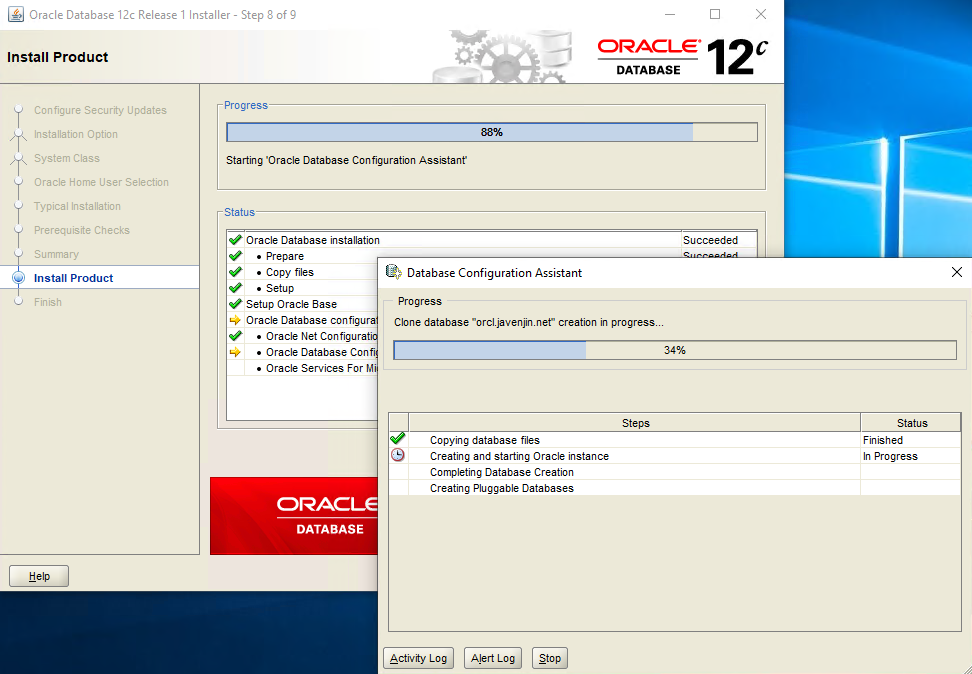 Oracle Database 12c Release 1 Installer - Step 8 of 9
Install Product
ORACLE®
DATABASE
12c
Configure Security Updates
Installation Option
System Class
Oracle Home User Selection
Typical Installation
Prerequisite Checks
Summary
Install Product
Finish
Progress
88%
Starting 'Oracle Database Configuration Assistant'
Status
Oracle Database installation Succeeded
• Prepare Succeeded
• Copy files
• Setup
Setup Oracle Base
Oracle Database configurat
• Oracle Net Configuratio
• Oracle Database Config
• Oracle Services For Mi
ORACLE
DATABASE
Help
Database Configuration Assistant
Progress
Clone database "orcl.javenjin.net" creation in progress...
34%
Steps Status
Copying database files Finished
Creating and starting Oracle instance In Progress
Completing Database Creation
Creating Pluggable Databases
Activity Log Alert Log Stop